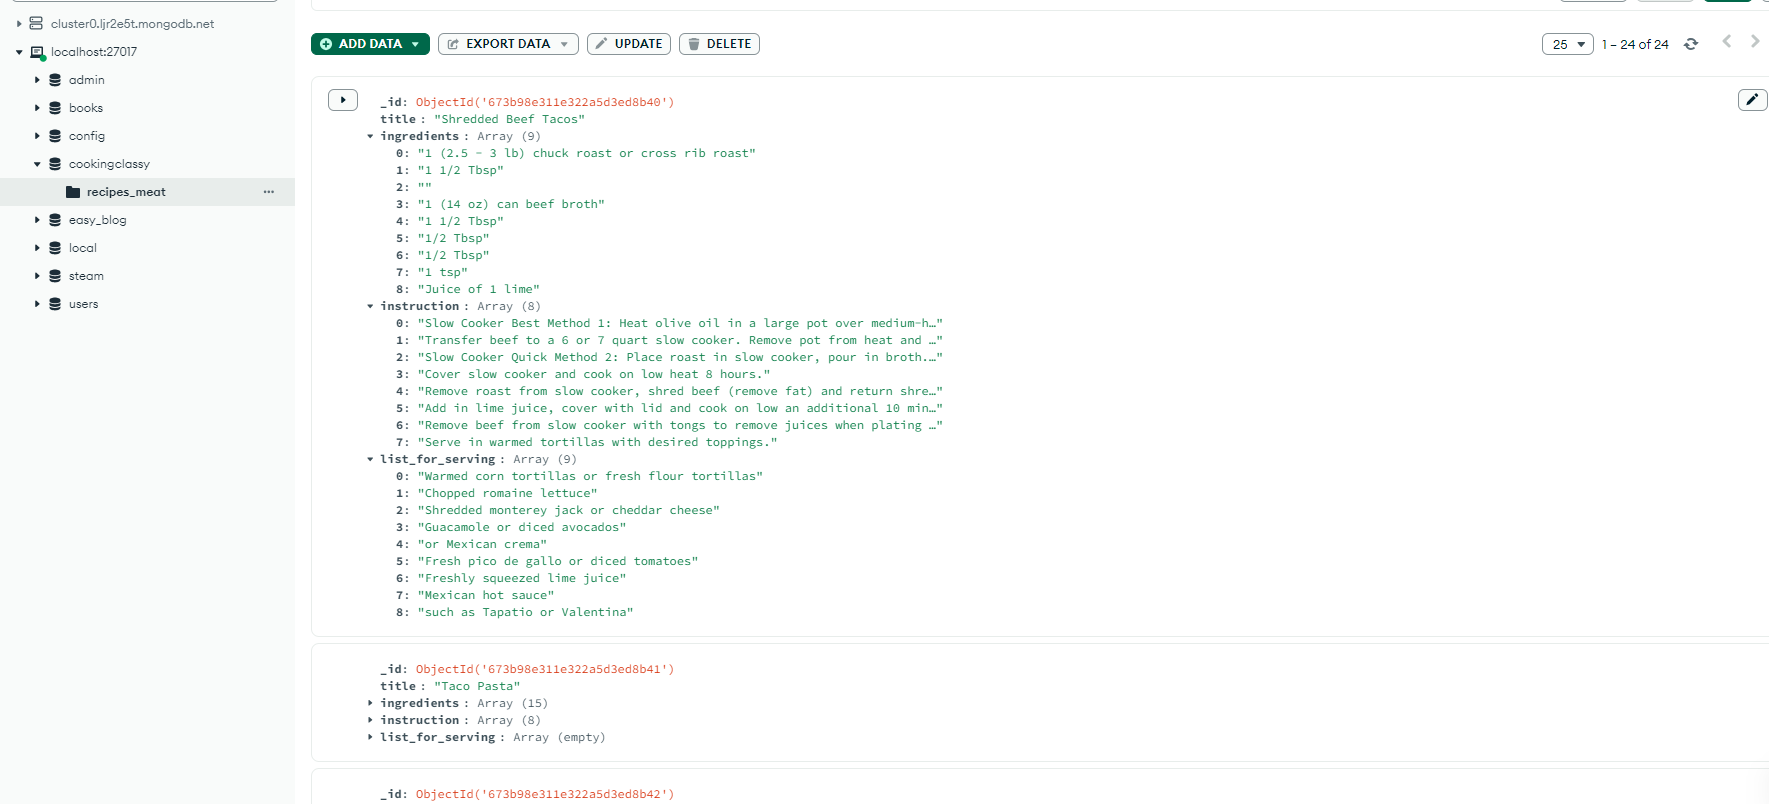 cluster0.ljr2e5t.mongodb.net
localhost:27017
admin
books
config
cookingclassy
recipes_meat
easy_blog
local
steam
users
ADD DATA EXPORT DATA UPDATE DELETE 25 1 – 24 of 24
_id: ObjectId('673b98e311e322a5d3ed8b40')
title : "Shredded Beef Tacos"
ingredients : Array (9)
0: "1 (2.5 - 3 lb) chuck roast or cross rib roast"
1: "1 1/2 Tbsp"
2: ""
3: "1 (14 oz) can beef broth"
4: "1 1/2 Tbsp"
5: "1/2 Tbsp"
6: "1/2 Tbsp"
7: "1 tsp"
8: "Juice of 1 lime"
instruction : Array (8)
0: "Slow Cooker Best Method 1: Heat olive oil in a large pot over medium-h…"
1: "Transfer beef to a 6 or 7 quart slow cooker. Remove pot from heat and …"
2: "Slow Cooker Quick Method 2: Place roast in slow cooker, pour in broth.…"
3: "Cover slow cooker and cook on low heat 8 hours."
4: "Remove roast from slow cooker, shred beef (remove fat) and return shre…"
5: "Add in lime juice, cover with lid and cook on low an additional 10 min…"
6: "Remove beef from slow cooker with tongs to remove juices when plating …"
7: "Serve in warmed tortillas with desired toppings."
list_for_serving : Array (9)
0: "Warmed corn tortillas or fresh flour tortillas"
1: "Chopped romaine lettuce"
2: "Shredded monterey jack or cheddar cheese"
3: "Guacamole or diced avocados"
4: "or Mexican crema"
5: "Fresh pico de gallo or diced tomatoes"
6: "Freshly squeezed lime juice"
7: "Mexican hot sauce"
8: "such as Tapatio or Valentina"
_id: ObjectId('673b98e311e322a5d3ed8b41')
title : "Taco Pasta"
ingredients : Array (15)
instruction : Array (8)
list_for_serving : Array (empty)
_id: ObjectId('673b98e311e322a5d3ed8b42')